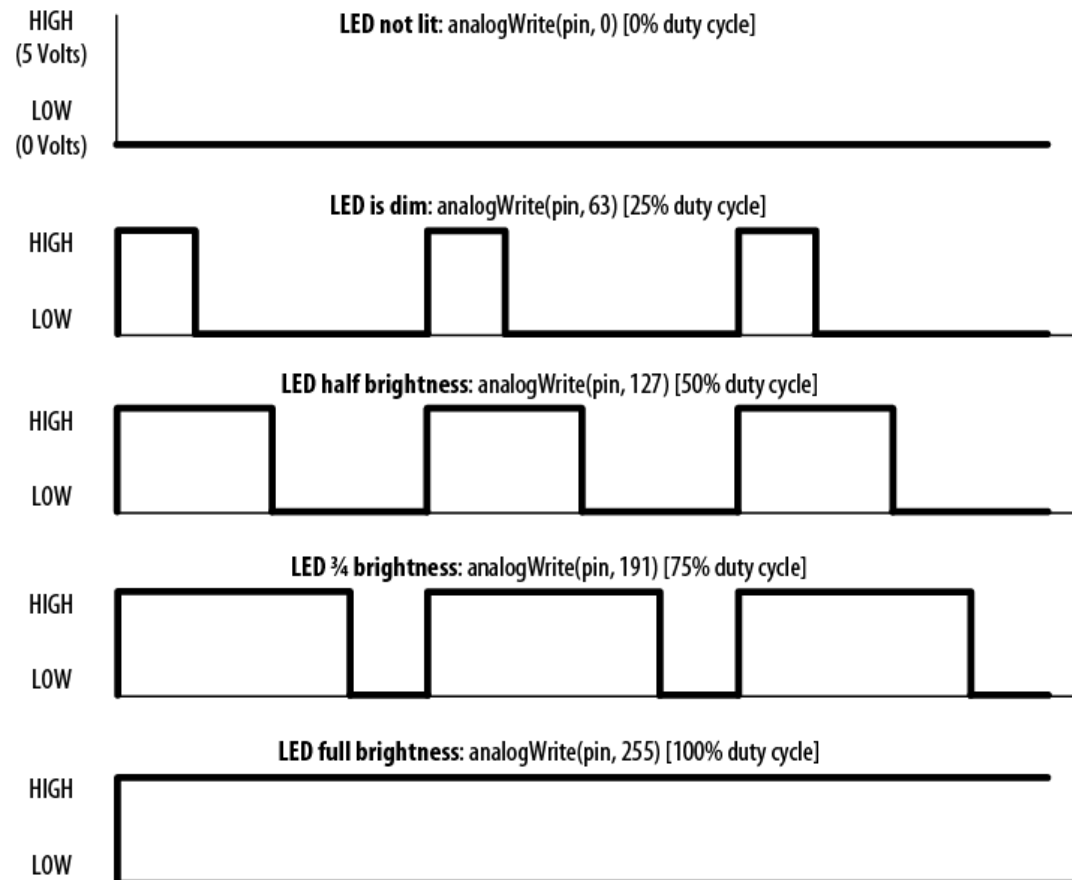 HIGH
(5 Volts)
LED not lit: analogWrite(pin, 0) [0% duty cycle]
LOW
(0 Volts)
LED is dim: analogWrite(pin, 63) [25% duty cycle]
HIGH
LOW
LED half brightness: analogWrite(pin, 127) [50% duty cycle]
HIGH
LOW
LED ¾ brightness: analogWrite(pin, 191) [75% duty cycle]
HIGH
LOW
LED full brightness: analogWrite(pin, 255) [100% duty cycle]
HIGH
LOW